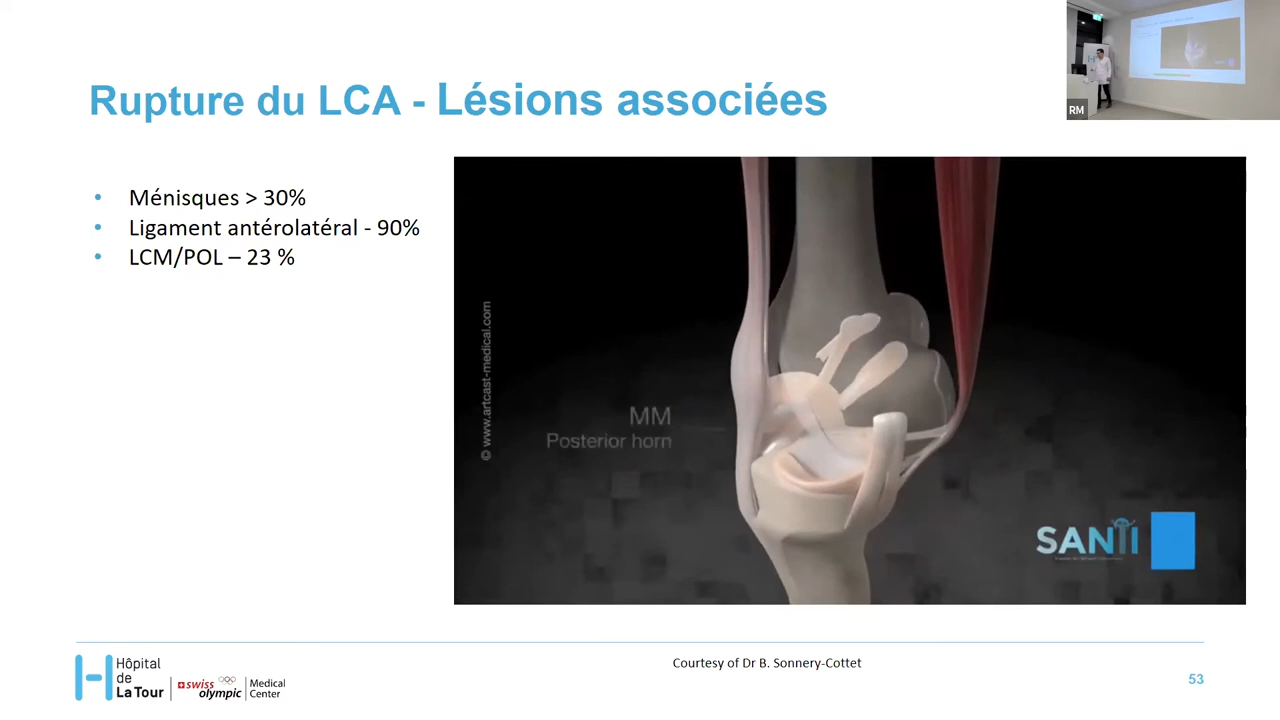 RM
Rupture du LCA - Lésions associées
• Ménisques > 30%
• Ligament antérolatéral - 90%
• LCM/POL – 23 %
© www.artcast-medical.com
MM
Posterior horn
SANTI
Courtesy of Dr B. Sonnery-Cottet
Hôpital
de
La Tour
swiss
olympic
Medical
Center
53